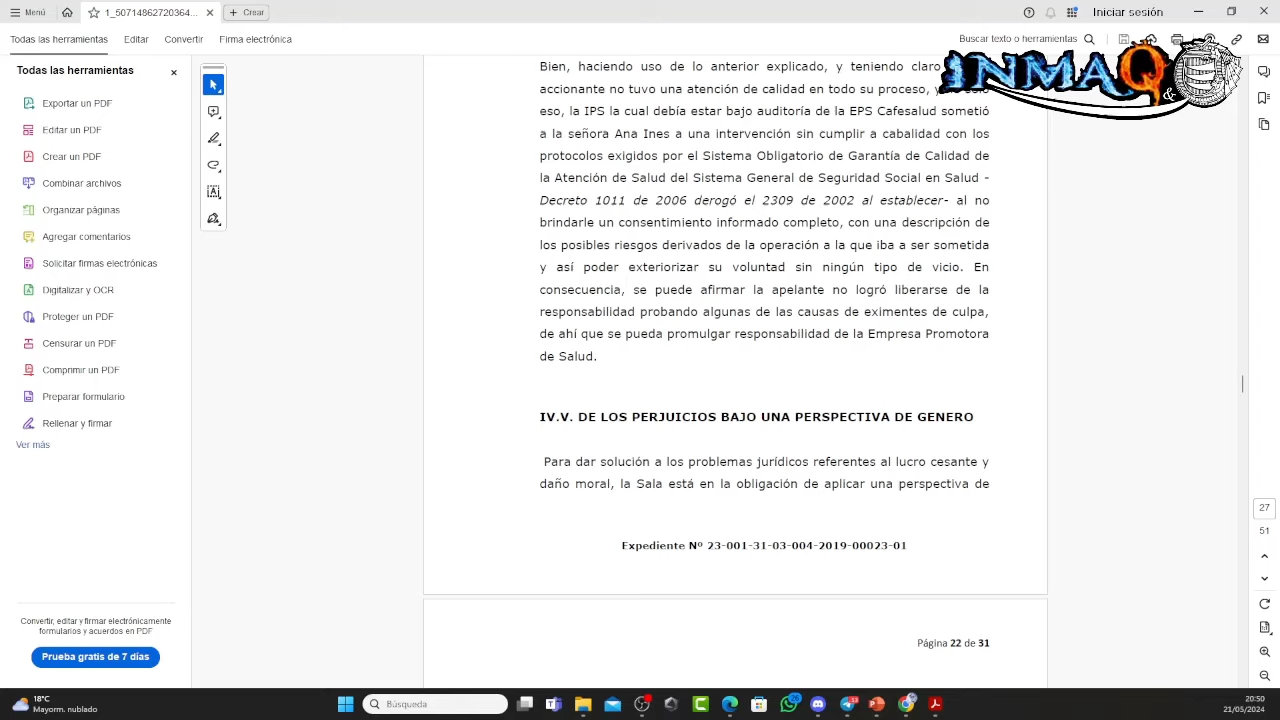 Menú
1_50714862720364...
Crear
Iniciar sesión
Todas las herramientas
Editar
Convertir
Firma electrónica
Buscar texto o herramientas
INMAQ
&
Todas las herramientas
Exportar un PDF
Editar un PDF
Crear un PDF
Combinar archivos
Organizar páginas
Agregar comentarios
Solicitar firmas electrónicas
Digitalizar y OCR
Proteger un PDF
Censurar un PDF
Comprimir un PDF
Preparar formulario
Rellenar y firmar
Ver más
Convertir, editar y firmar electrónicamente
formularios y acuerdos en PDF
Prueba gratis de 7 días
Bien, haciendo uso de lo anterior explicado, y teniendo claro
accionante no tuvo una atención de calidad en todo su proceso, y
eso, la IPS la cual debía estar bajo auditoría de la EPS Cafesalud sometió
a la señora Ana Ines a una intervención sin cumplir a cabalidad con los
protocolos exigidos por el Sistema Obligatorio de Garantía de Calidad de
la Atención de Salud del Sistema General de Seguridad Social en Salud -
Decreto 1011 de 2006 derogó el 2309 de 2002 al establecer- al no
brindarle un consentimiento informado completo, con una descripción de
los posibles riesgos derivados de la operación a la que iba a ser sometida
y así poder exteriorizar su voluntad sin ningún tipo de vicio. En
consecuencia, se puede afirmar la apelante no logró liberarse de la
responsabilidad probando algunas de las causas de eximentes de culpa,
de ahí que se pueda promulgar responsabilidad de la Empresa Promotora
de Salud.
IV.V. DE LOS PERJUICIOS BAJO UNA PERSPECTIVA DE GENERO
Para dar solución a los problemas jurídicos referentes al lucro cesante y
daño moral, la Sala está en la obligación de aplicar una perspectiva de
Expediente Nº 23-001-31-03-004-2019-00023-01
Página 22 de 31
27
51
18°C
Mayorm. nublado
Búsqueda
20:50
21/05/2024